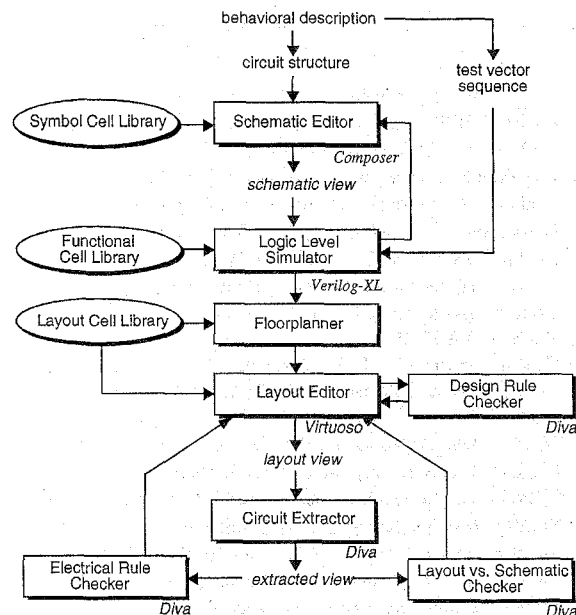 behavioral description
circuit structure
test vector
sequence
Symbol Cell Library
Schematic Editor
Composer
schematic view
Functional
Cell Library
Logic Level
Simulator
Verilog-XL
Layout Cell Library
Floorplanner
Layout Editor
Design Rule
Checker
Virtuoso
Diva
layout view
Circuit Extractor
Diva
Electrical Rule
Checker
extracted view
Layout vs. Schematic
Checker
Diva
Diva